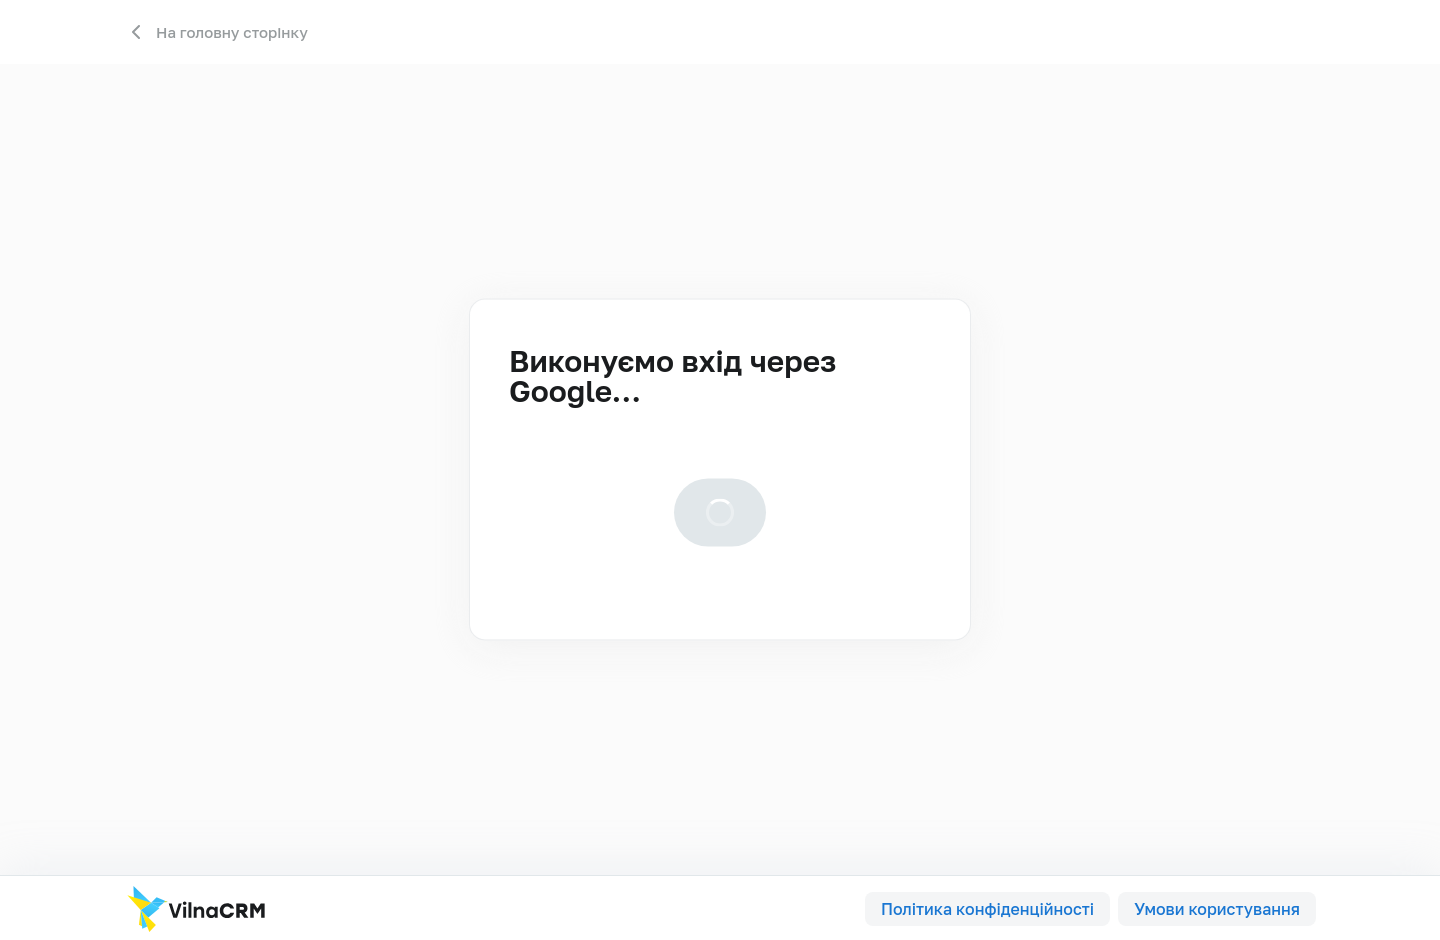 На головну сторінку
Виконуємо вхід через
Google...
VilnaCRM
Політика конфіденційності
Умови користування